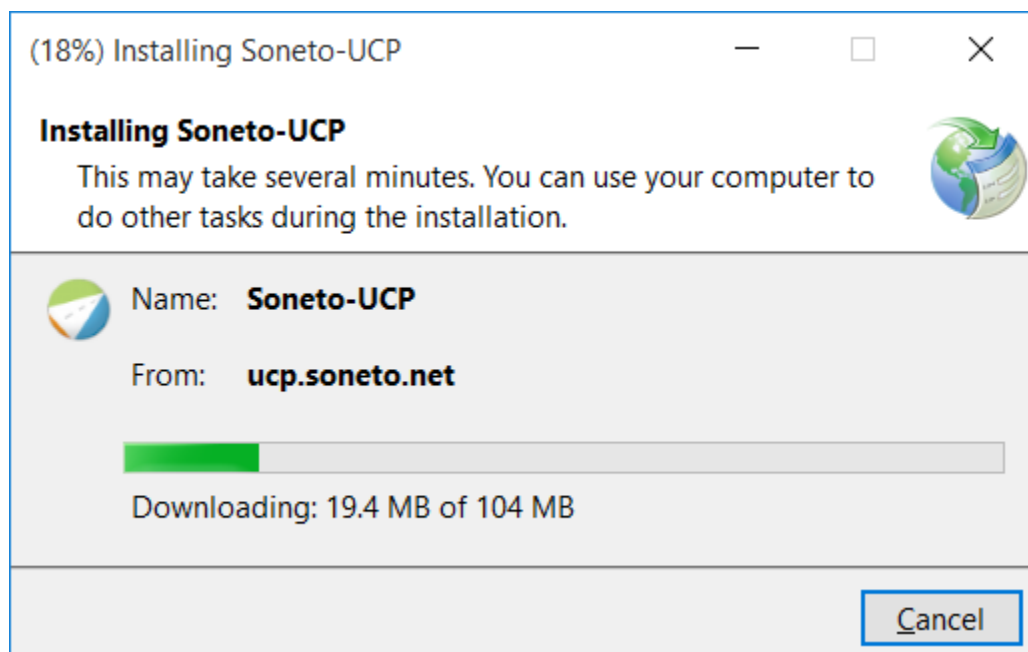 (18%) Installing Soneto-UCP
Installing Soneto-UCP
This may take several minutes. You can use your computer to
do other tasks during the installation.
Name: Soneto-UCP
From: ucp.soneto.net
Downloading: 19.4 MB of 104 MB
Cancel